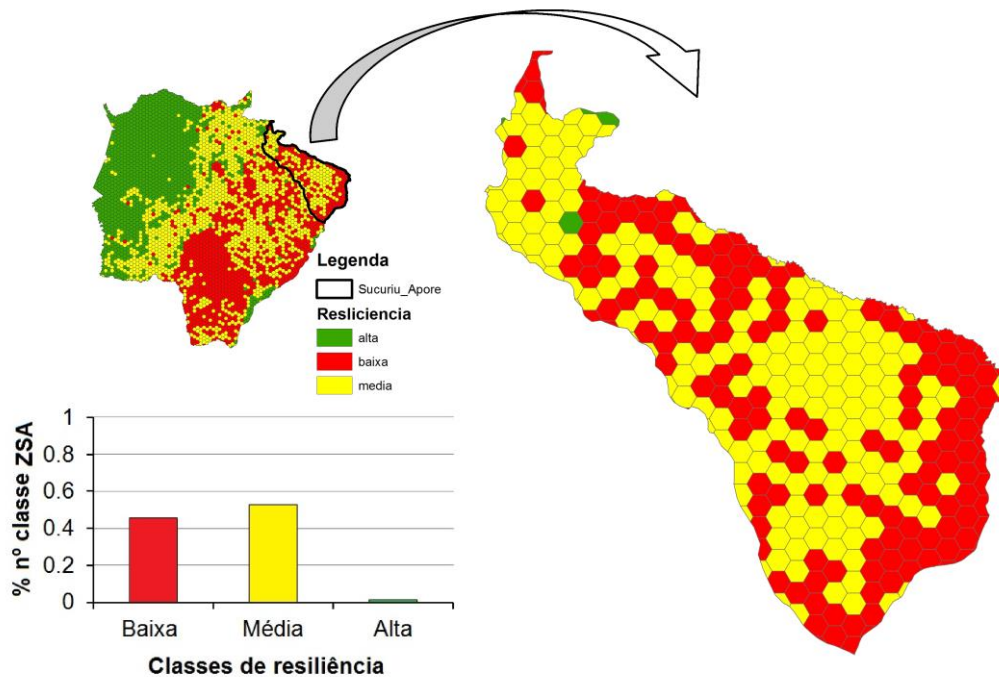 Legenda
Sucuriu_Apore
Resliciencia
alta
baixa
media
1
0.8
0.6
0.4
0.2
0
% nº classe ZSA
Baixa Média Alta
Classes de resiliência